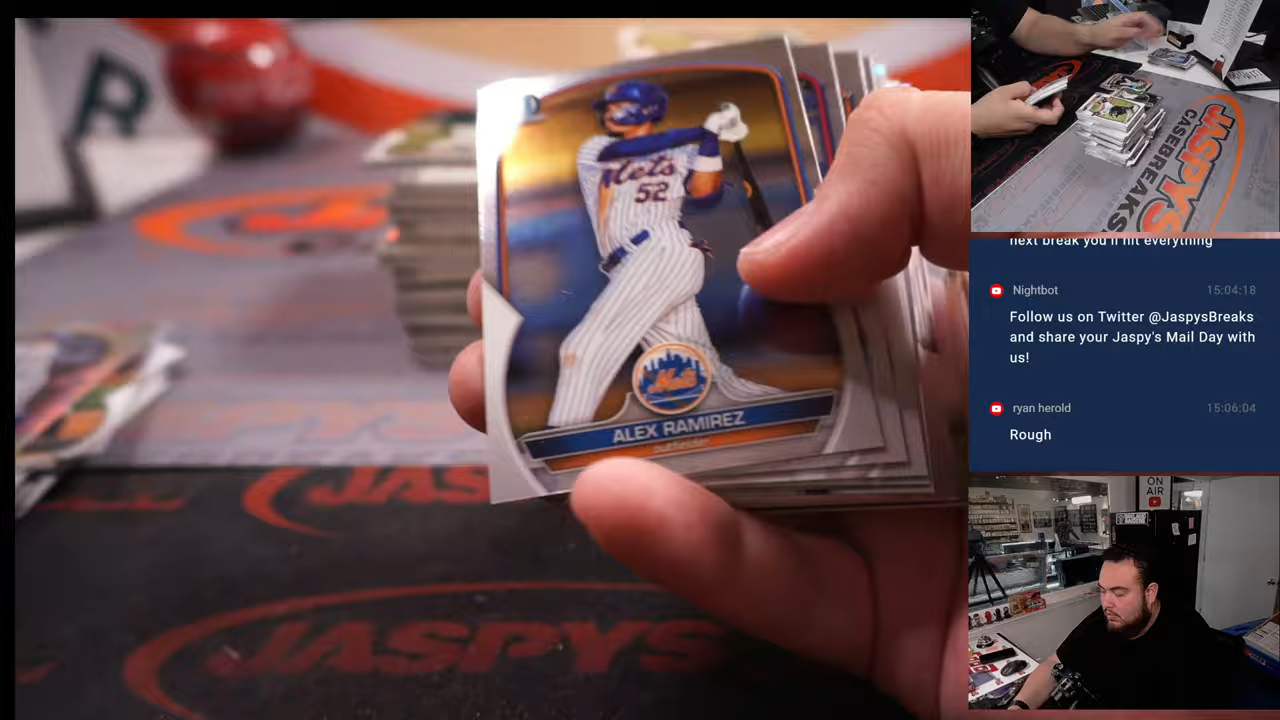 R
Mets
52
Mets
ALEX RAMIREZ
outfielder
JASPYS
JASPYS
JASPYS
CASEBREAKS
next break you'll hit everything
Nightbot 15:04:18
Follow us on Twitter @JaspysBreaks
and share your Jaspy's Mail Day with
us!
ryan herold 15:06:04
Rough
ON
AIR